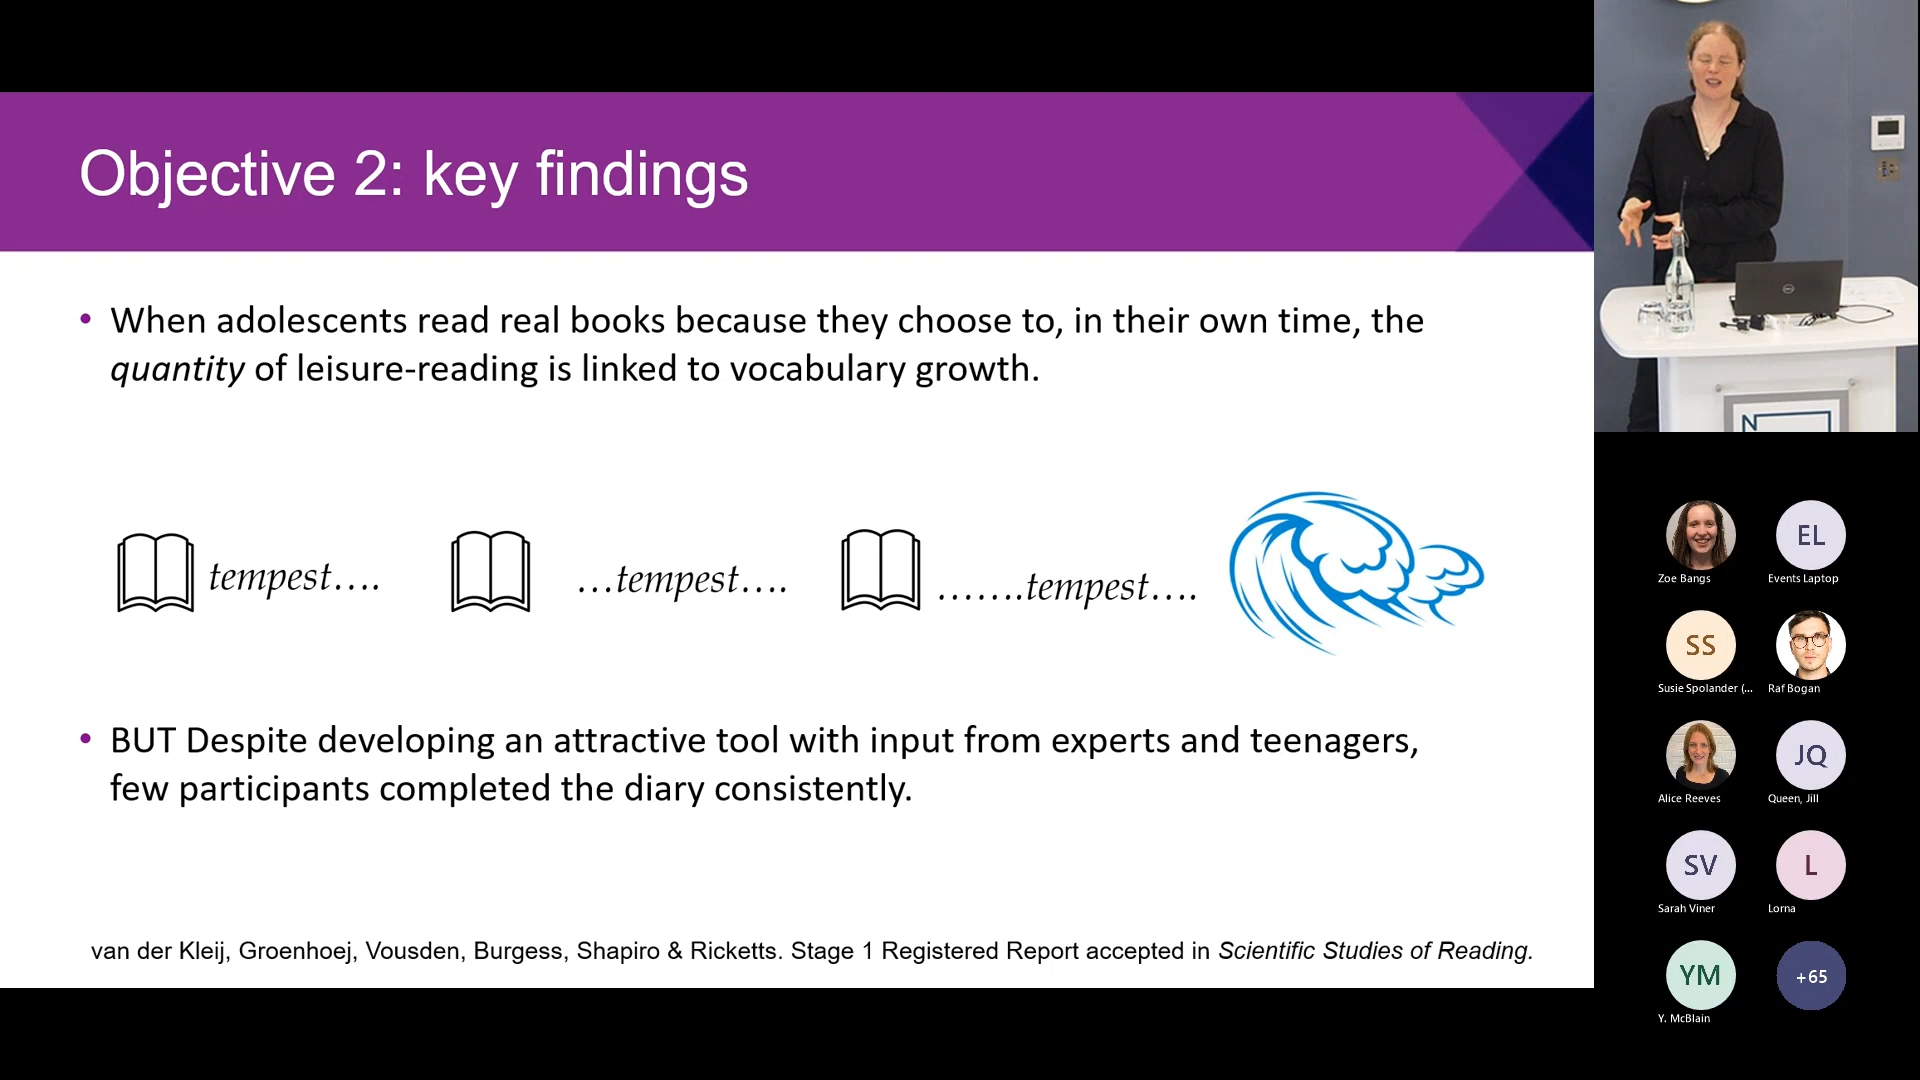 Objective 2: key findings
• When adolescents read real books because they choose to, in their own time, the
quantity of leisure-reading is linked to vocabulary growth.
tempest….
…tempest….
…….tempest….
• BUT Despite developing an attractive tool with input from experts and teenagers,
few participants completed the diary consistently.
van der Kleij, Groenhoej, Vousden, Burgess, Shapiro & Ricketts. Stage 1 Registered Report accepted in Scientific Studies of Reading.
N
Zoe Bangs
EL
Events Laptop
SS
Susie Spolander (...
Raf Bogan
Alice Reeves
JQ
Queen, Jill
SV
Sarah Viner
L
Lorna
YM
Y. McBlain
+65